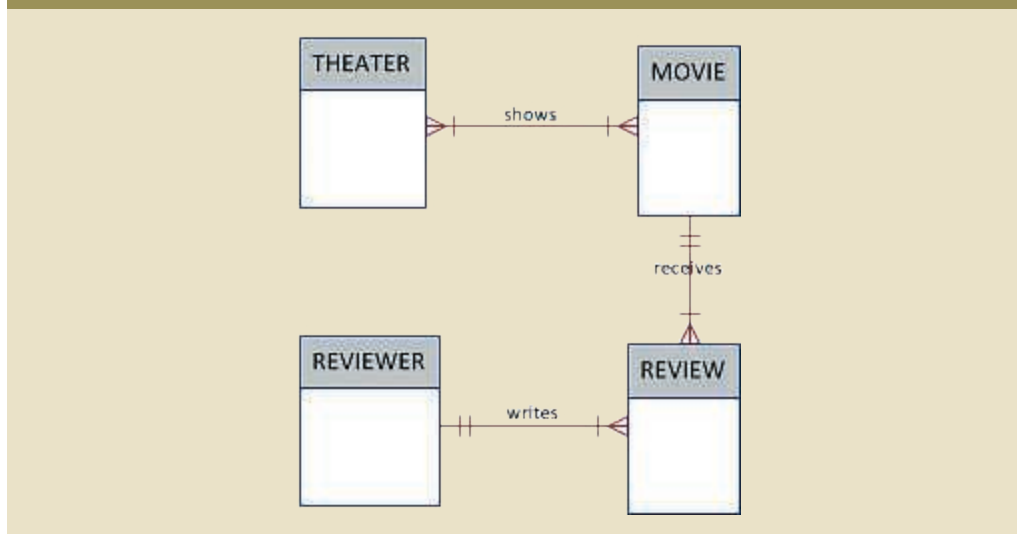 THEATER
MOVIE
shows
receives
REVIEWER
REVIEW
writes